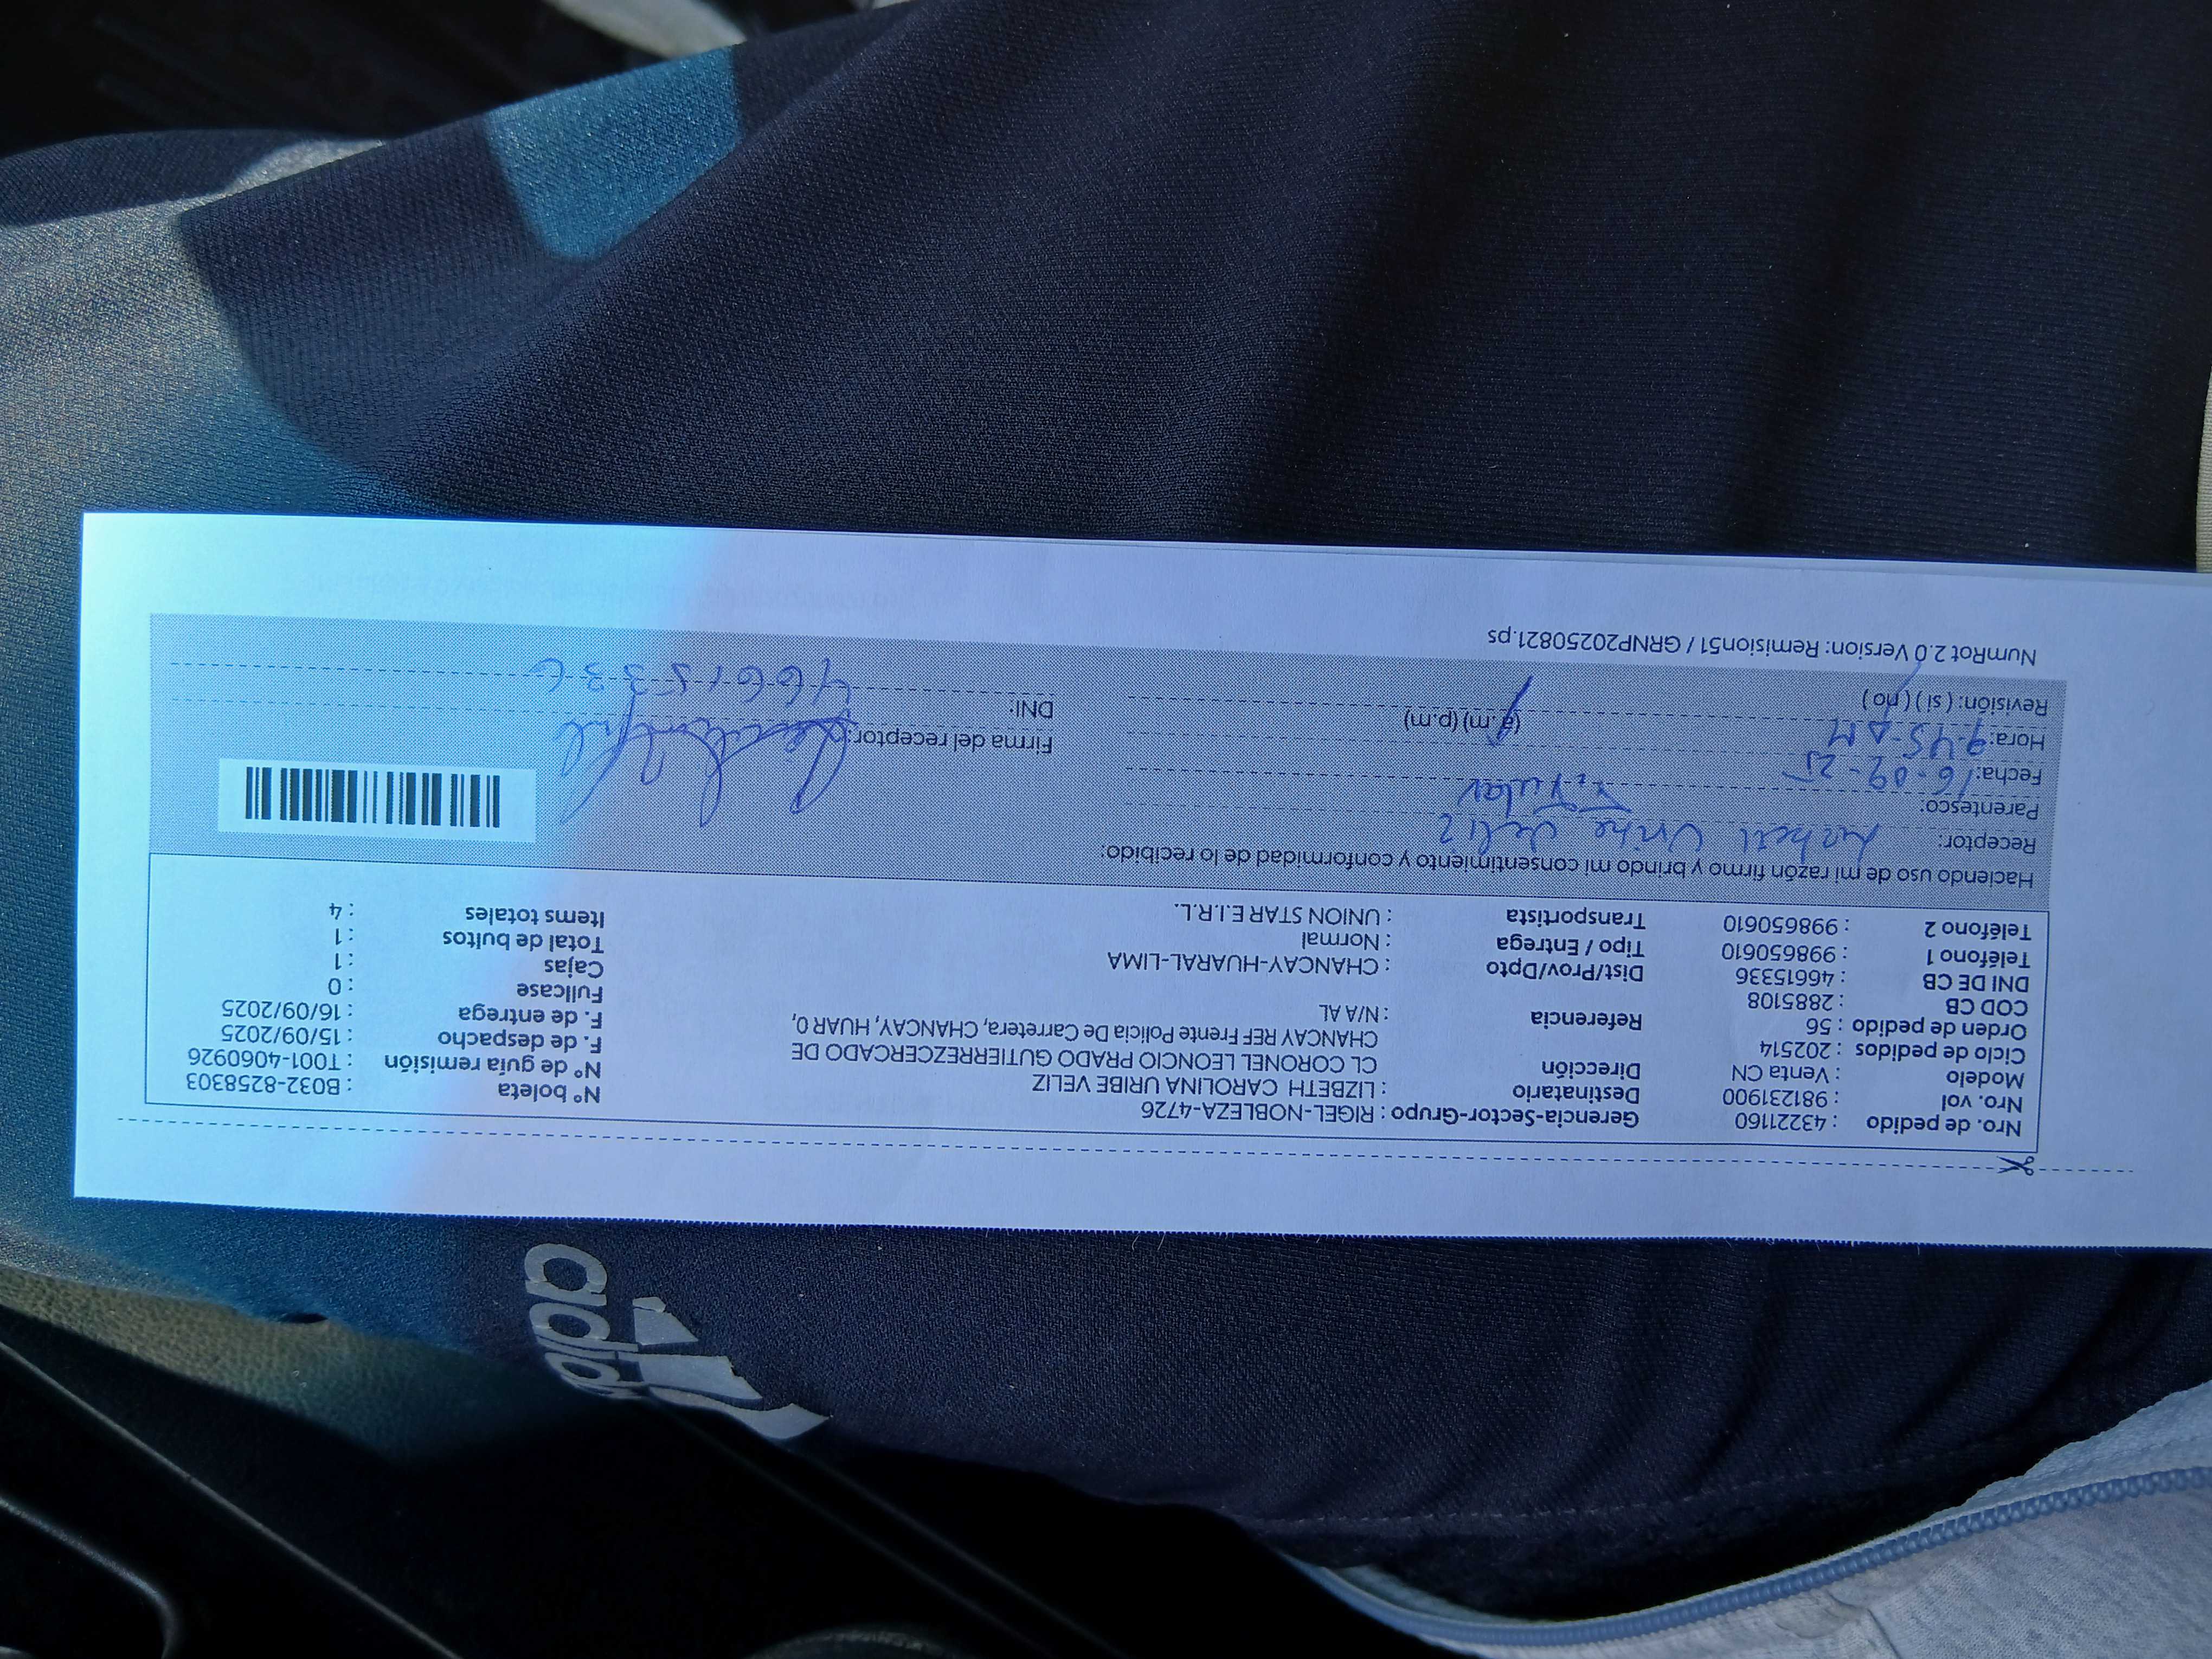 Nro. de pedido : 43221160 Gerencia-Sector-Grupo : RIGEL-NOBLEZA-4726 N° boleta : B032-8258303
Nro. vol : 981231900 Destinatario : LIZBETH CAROLINA URIBE VELIZ N° de guía remisión : T001-4060926
Modelo : Venta CN Dirección CL CORONEL LEONCIO PRADO GUTIERREZCERCADO DE F. de despacho : 15/09/2025
Ciclo de pedidos : 202514 CHANCAY REF Frente Policia De Carretera, CHANCAY, HUAR 0, F. de entrega : 16/09/2025
Orden de pedido : 56 Referencia : N/A AL Fullcase : 0
COD CB : 2885108 Cajas : 1
DNI DE CB : 46615336 Dist/Prov/Dpto : CHANCAY-HUARAL-LIMA Total de bultos : 1
Teléfono 1 : 998650610 Tipo / Entrega : Normal Items totales : 4
Teléfono 2 : 998650610 Transportista : UNION STAR E.I.R.L.
Haciendo uso de mi razón firmo y brindo mi consentimiento y conformidad de lo recibido:
Receptor: Uribe Veliz
Parentesco: Titular
Fecha: 16-09-25 Firma del receptor:
Hora: 9:45 AM (a.m) (p.m) DNI: 46615336
Revisión: ( si ) ( no )
NumRot 2.0 Version: Remision51 / GRNP20250821.ps
adidas